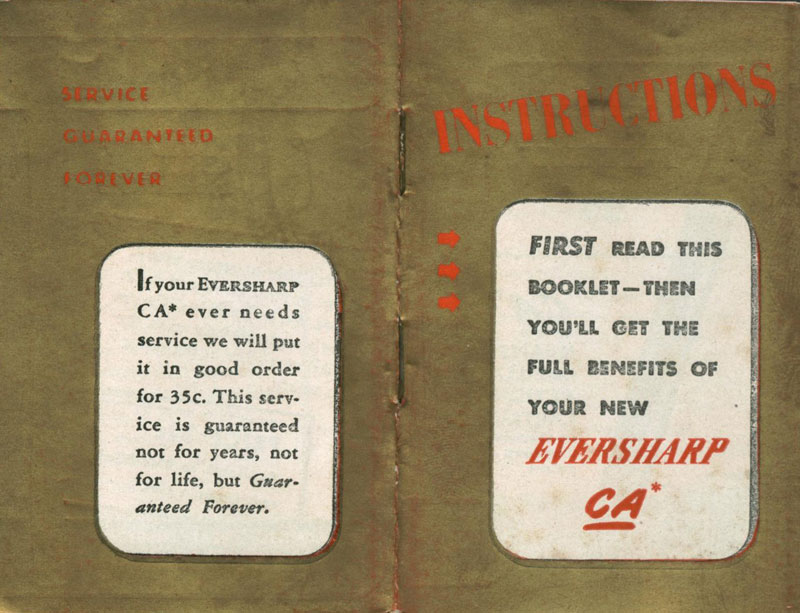 SERVICE
GUARANTEED
FOREVER
If your EVERSHARP
CA* ever needs
service we will put
it in good order
for 35c. This serv-
ice is guaranteed
not for years, not
for life, but Guar-
anteed Forever.
INSTRUCTIONS
FIRST READ THIS
BOOKLET—THEN
YOU'LL GET THE
FULL BENEFITS OF
YOUR NEW
EVERSHARP
CA*